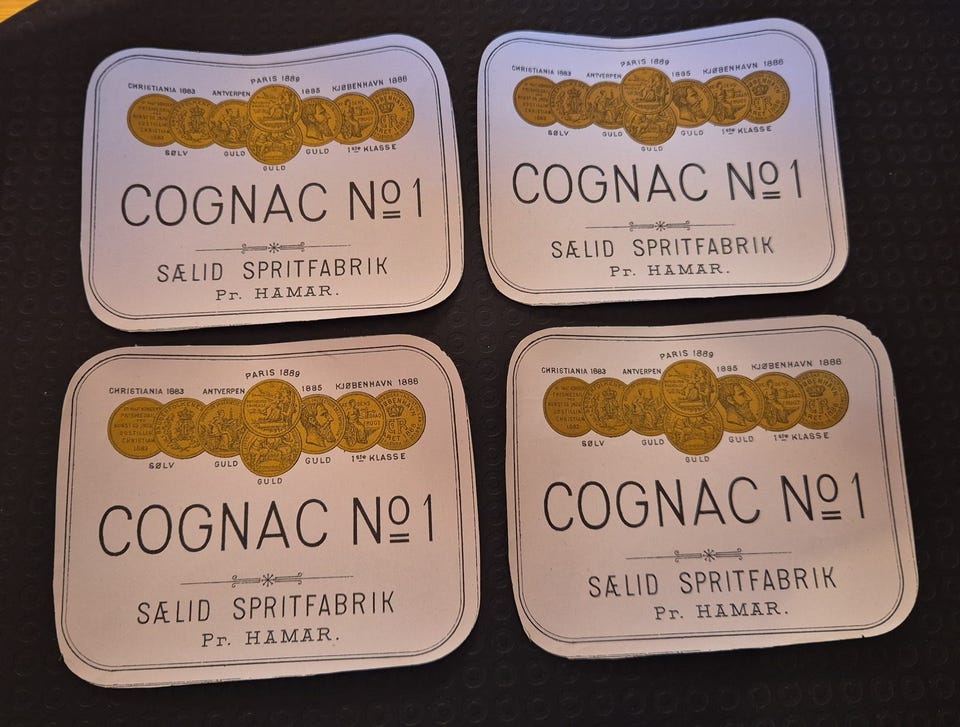 PARIS 1889
CHRISTIANIA 1883 ANTVERPEN 1885 KJØBENHAVN 1888
SØLV GULD GULD 1ste KLASSE
GULD
COGNAC No 1
SÆLID SPRITFABRIK
Pr. HAMAR.
PARIS 1889
CHRISTIANIA 1883 ANTVERPEN 1885 KJØBENHAVN 1888
SØLV GULD GULD 1ste KLASSE
GULD
COGNAC No 1
SÆLID SPRITFABRIK
Pr. HAMAR.
PARIS 1889
CHRISTIANIA 1883 ANTVERPEN 1885 KJØBENHAVN 1888
SØLV GULD GULD 1ste KLASSE
GULD
COGNAC No 1
SÆLID SPRITFABRIK
Pr. HAMAR.
PARIS 1889
CHRISTIANIA 1883 ANTVERPEN 1885 KJØBENHAVN 1888
SØLV GULD GULD 1ste KLASSE
GULD
COGNAC No 1
SÆLID SPRITFABRIK
Pr. HAMAR.